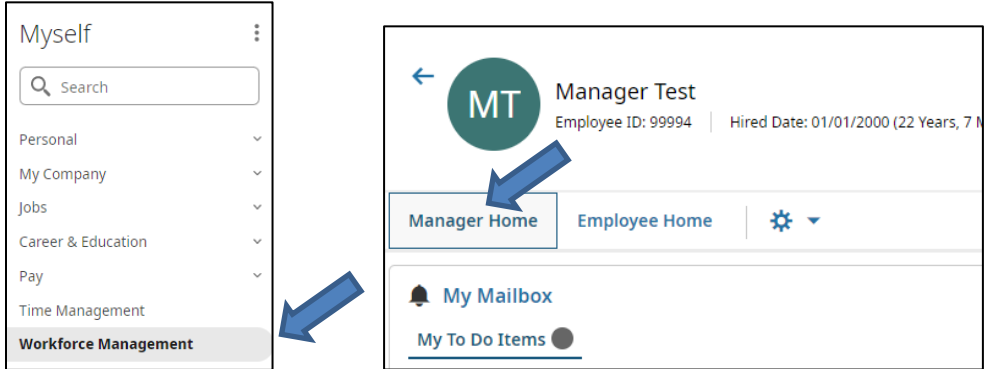 Myself
Search
Personal
My Company
Jobs
Career & Education
Pay
Time Management
Workforce Management
MT
Manager Test
Employee ID: 99994
Hired Date: 01/01/2000 (22 Years, 7
Manager Home
Employee Home
My Mailbox
My To Do Items